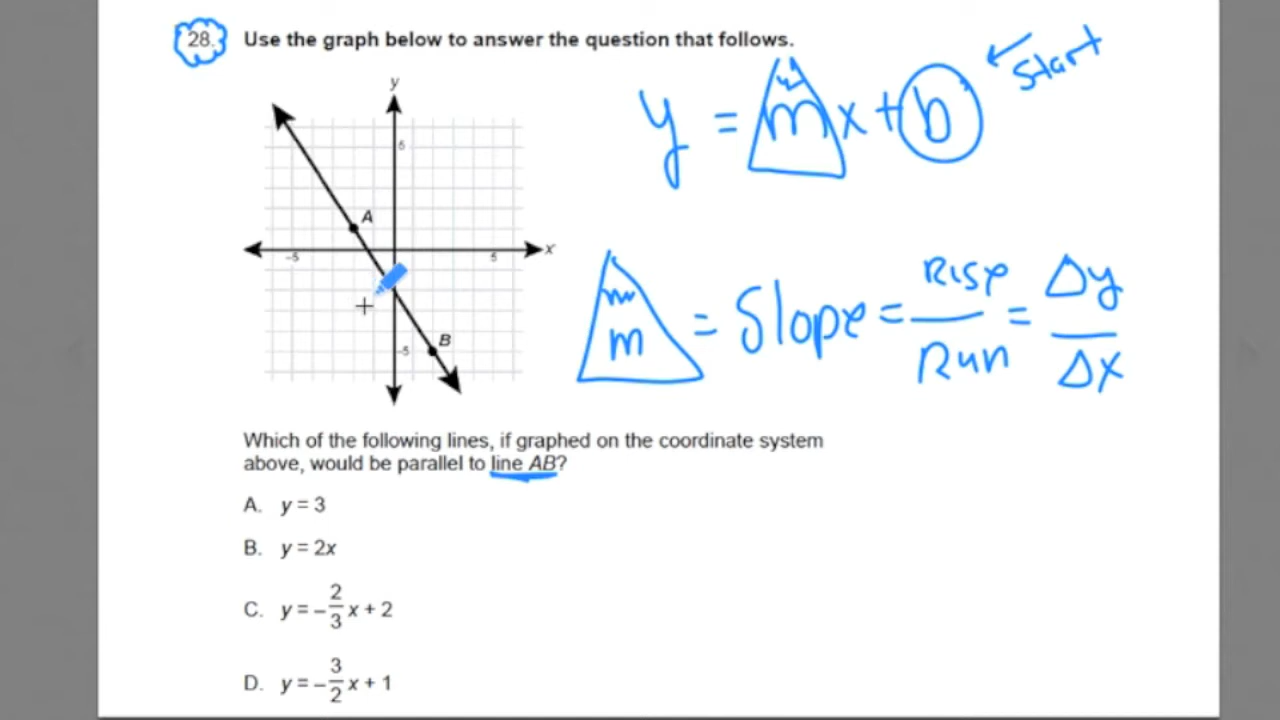 28. Use the graph below to answer the question that follows.
start
y = mx + b
y
5
A
-5
5
x
B
-5
m = Slope = Rise/Run = Δy/Δx
Which of the following lines, if graphed on the coordinate system
above, would be parallel to line AB?
A. y = 3
B. y = 2x
C. y = -2/3 x + 2
D. y = -3/2 x + 1